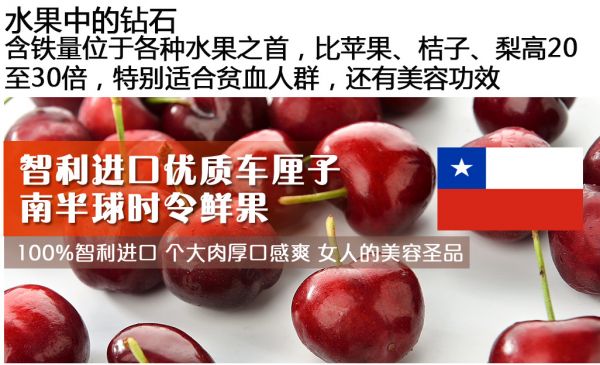 水果中的钻石
含铁量位于各种水果之首，比苹果、桔子、梨高20
至30倍，特别适合贫血人群，还有美容功效
智利进口优质车厘子
南半球时令鲜果
100%智利进口 个大肉厚口感爽 女人的美容圣品